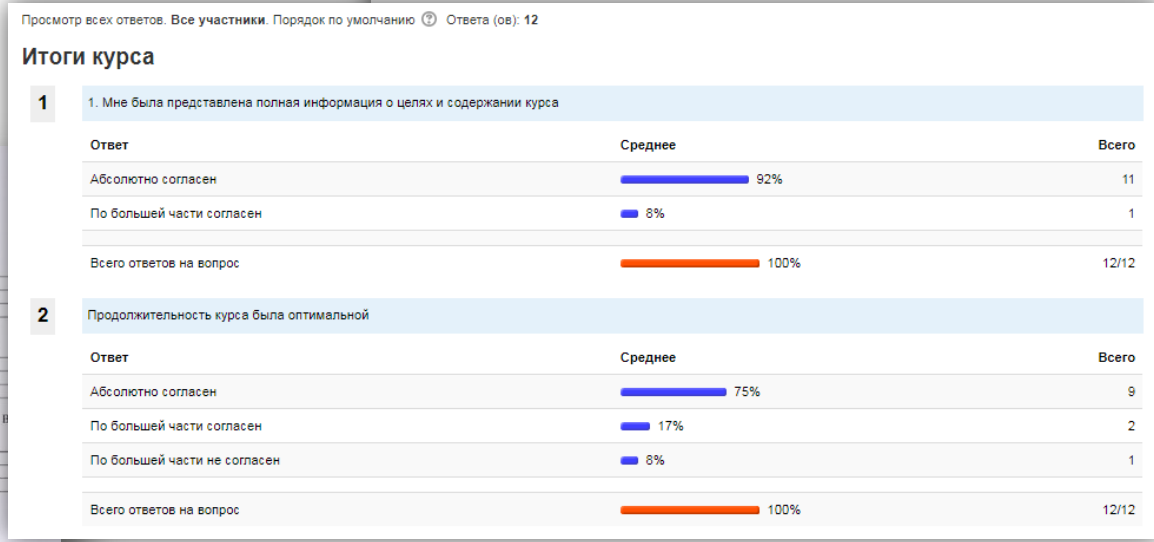 Просмотр всех ответов. Все участники. Порядок по умолчанию ? Ответа (ов): 12
Итоги курса
1 1. Мне была представлена полная информация о целях и содержании курса
Ответ Среднее Всего
Абсолютно согласен 92% 11
По большей части согласен 8% 1
Всего ответов на вопрос 100% 12/12
2 Продолжительность курса была оптимальной
Ответ Среднее Всего
Абсолютно согласен 75% 9
По большей части согласен 17% 2
По большей части не согласен 8% 1
Всего ответов на вопрос 100% 12/12